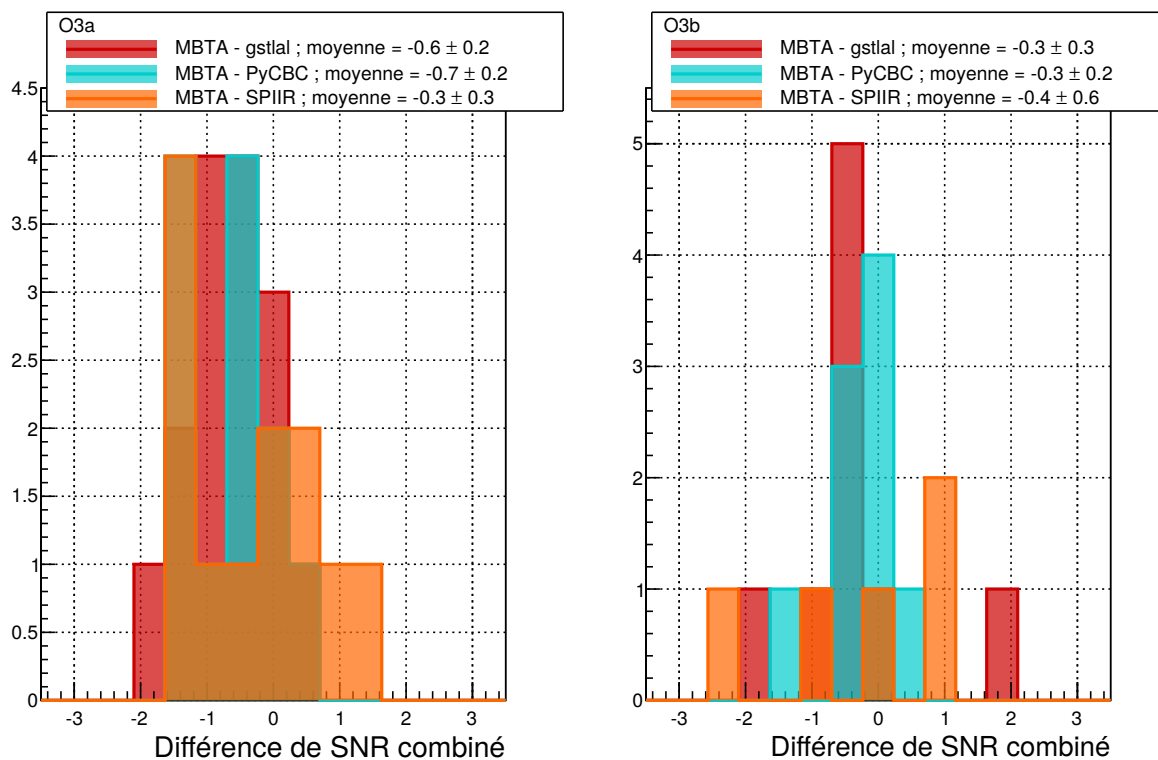 O3a
MBTA - gstlal ; moyenne = -0.6 ± 0.2
MBTA - PyCBC ; moyenne = -0.7 ± 0.2
MBTA - SPIIR ; moyenne = -0.3 ± 0.3
4.5
4
3.5
3
2.5
2
1.5
1
0.5
0
-3 -2 -1 0 1 2 3
Différence de SNR combiné
O3b
MBTA - gstlal ; moyenne = -0.3 ± 0.3
MBTA - PyCBC ; moyenne = -0.3 ± 0.2
MBTA - SPIIR ; moyenne = -0.4 ± 0.6
5
4
3
2
1
0
-3 -2 -1 0 1 2 3
Différence de SNR combiné